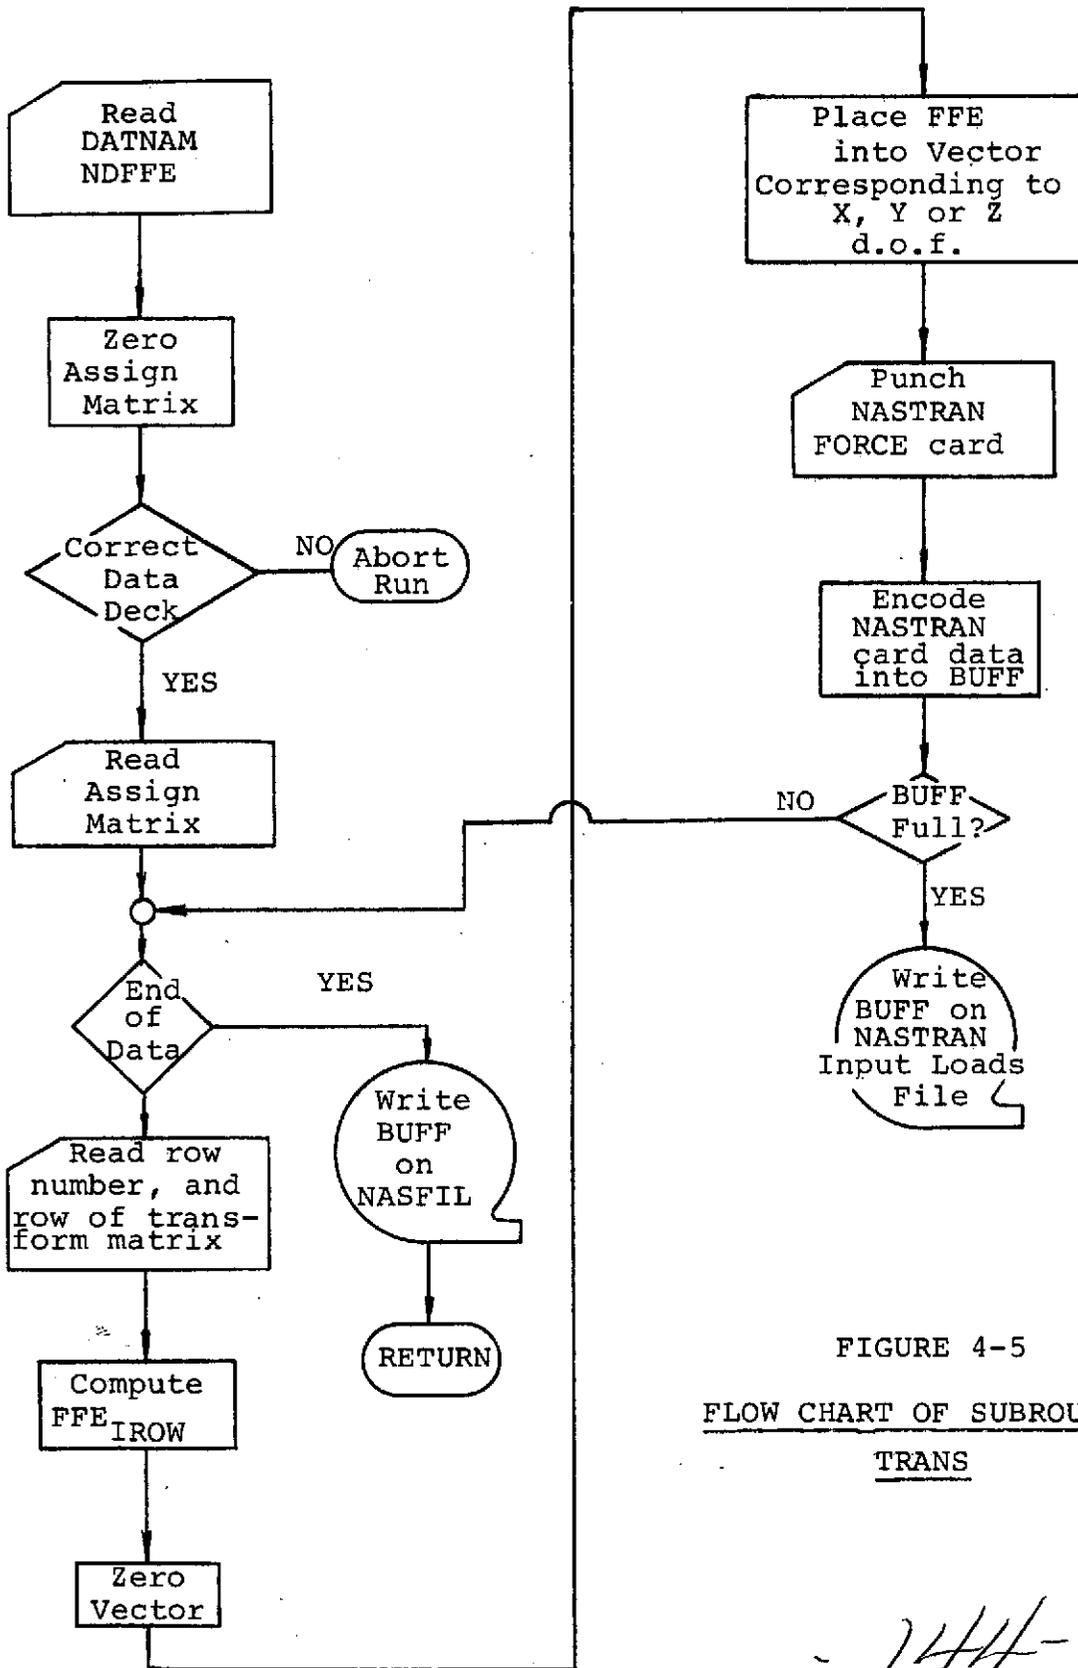 Read
DATNAM
NDFFE
Zero
Assign
Matrix
Correct
Data
Deck
NO
Abort
Run
YES
Read
Assign
Matrix
End
of
Data
YES
Write
BUFF
on
NASFIL
RETURN
Read row
number, and
row of trans-
form matrix
Compute
FFE IROW
Zero
Vector
Place FFE
into Vector
Corresponding to
X, Y or Z
d.o.f.
Punch
NASTRAN
FORCE card
Encode
NASTRAN
card data
into BUFF
BUFF
Full?
NO
YES
Write
BUFF on
NASTRAN
Input Loads
File
FIGURE 4-5
FLOW CHART OF SUBROU
TRANS
- 144-